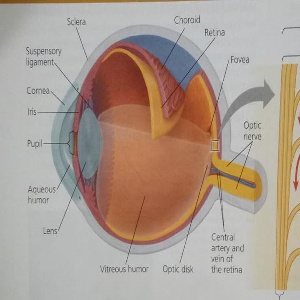 Sclera
Choroid
Retina
Suspensory
ligament
Fovea
Cornea
Iris
Optic
nerve
Pupil
Aqueous
humor
Lens
Central
artery and
vein of
the retina
Vitreous humor
Optic disk